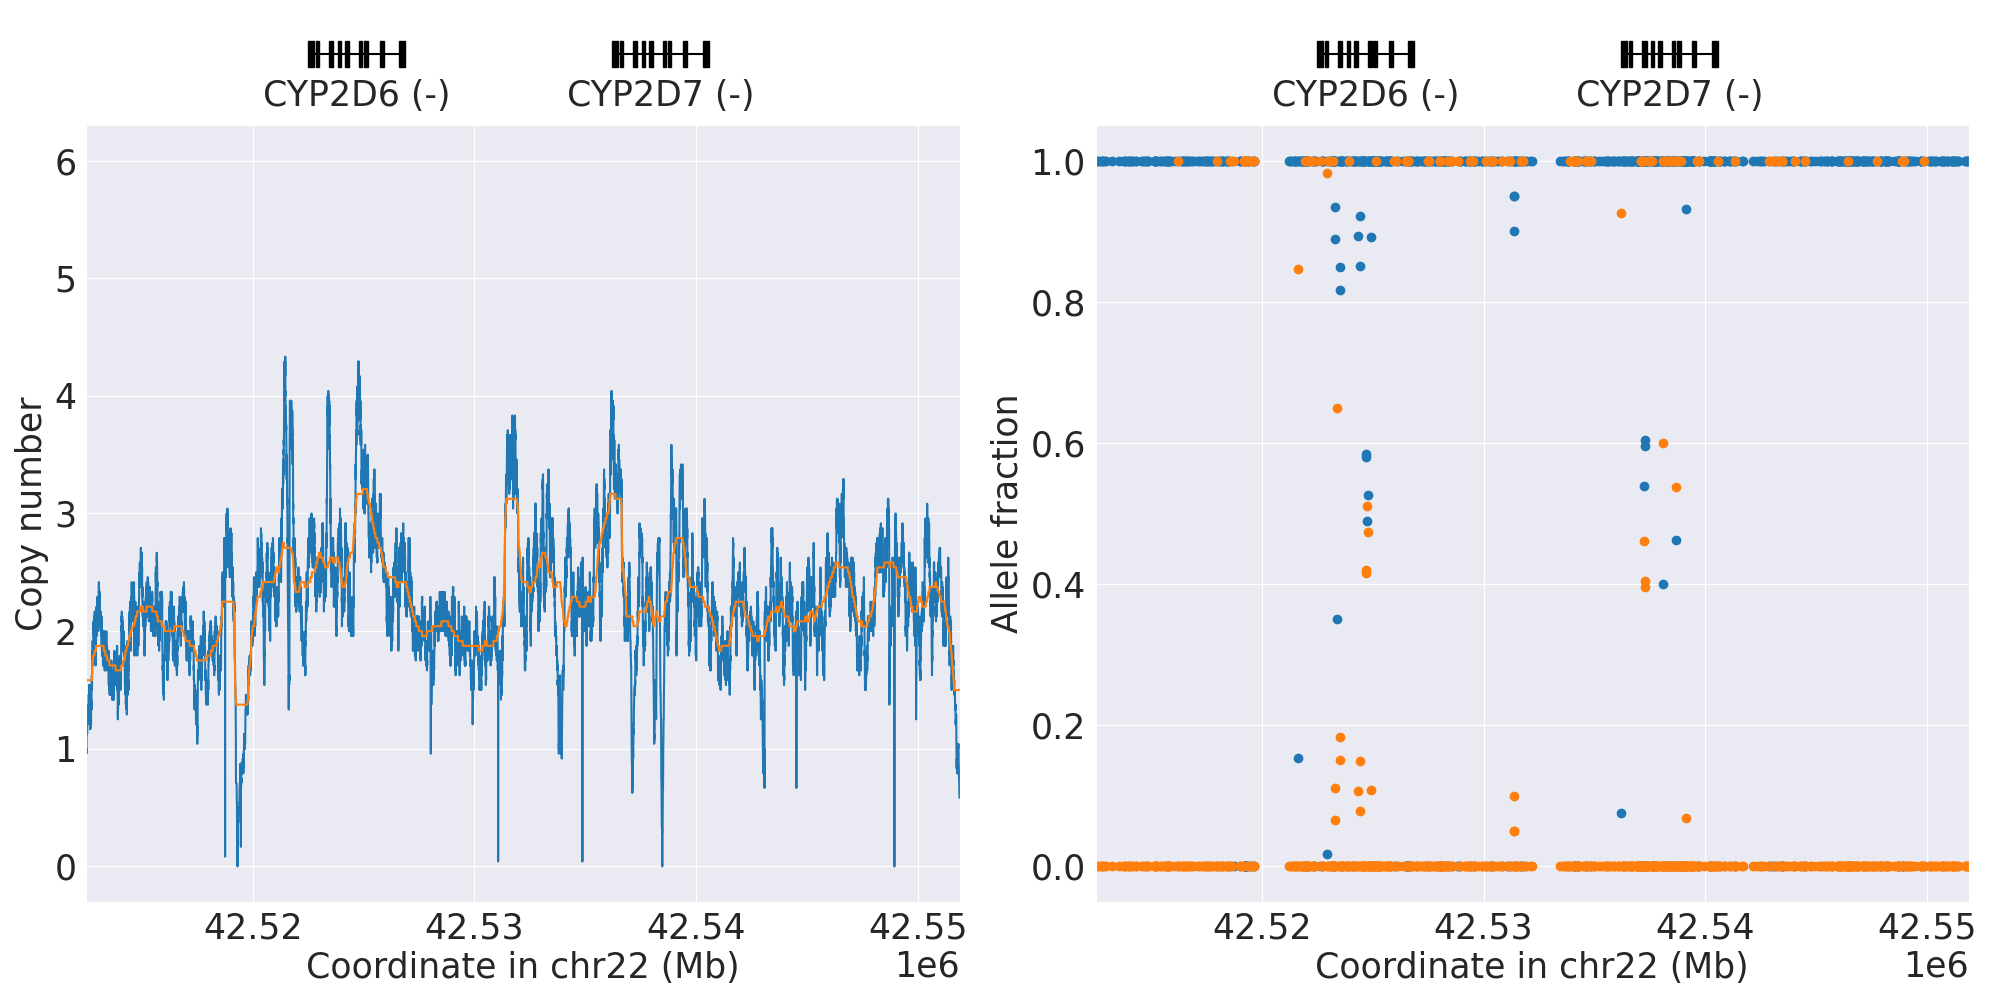 CYP2D6 (-) CYP2D7 (-)
6
5
4
3
2
1
0
Copy number
42.52 42.53 42.54 42.55
Coordinate in chr22 (Mb)
1e6
CYP2D6 (-) CYP2D7 (-)
1.0
0.8
0.6
0.4
0.2
0.0
Allele fraction
42.52 42.53 42.54 42.55
Coordinate in chr22 (Mb)
1e6